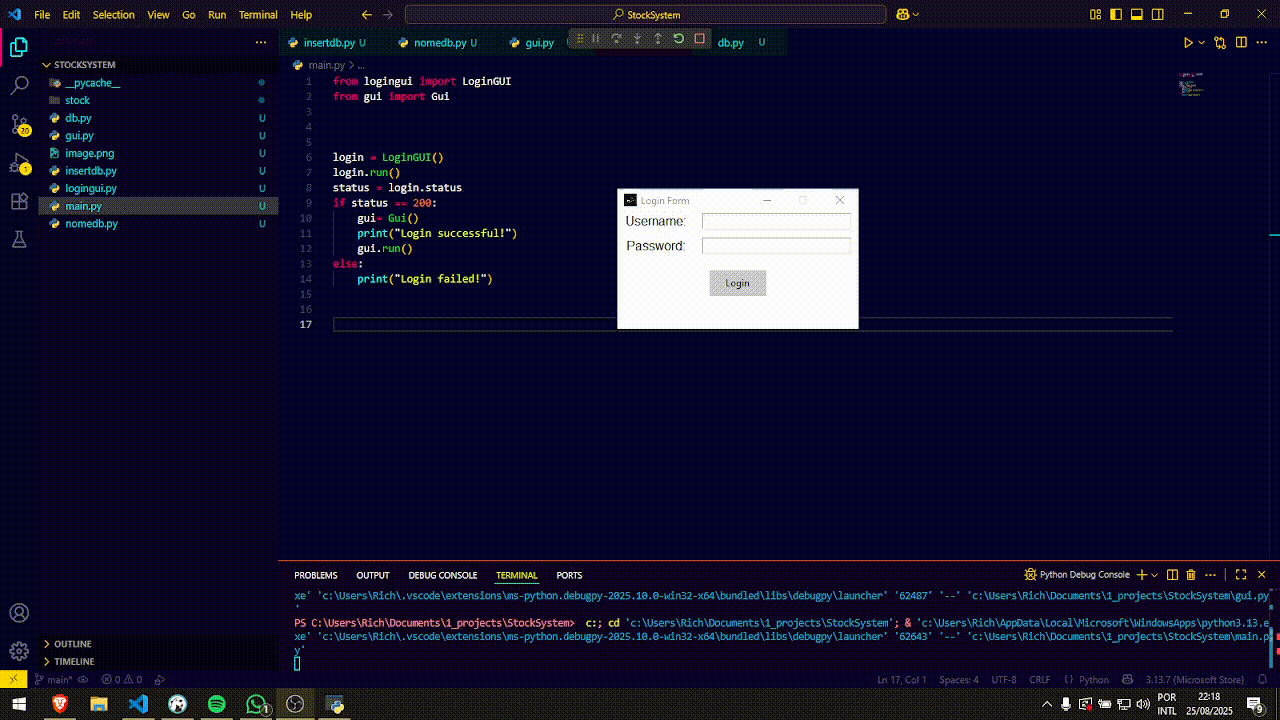 File Edit Selection View Go Run Terminal Help
StockSystem
insertdb.py U nomedb.py U gui.py db.py U
STOCKSYSTEM
__pycache__
stock
db.py U
gui.py U
image.png U
insertdb.py U
logingui.py U
main.py U
nomedb.py U
OUTLINE
TIMELINE
20
1
main.py > ...
1 from logingui import LoginGUI
2 from gui import Gui
3
4
5
6 login = LoginGUI()
7 login.run()
8 status = login.status
9 if status == 200:
10 gui= Gui()
11 print("Login successful!")
12 gui.run()
13 else:
14 print("Login failed!")
15
16
17
Login Form
Username:
Password:
Login
PROBLEMS OUTPUT DEBUG CONSOLE TERMINAL PORTS
Python Debug Console
xe' 'c:\Users\Rich\.vscode\extensions\ms-python.debugpy-2025.10.0-win32-x64\bundled\libs\debugpy\launcher' '62487' '--' 'c:\Users\Rich\Documents\1_projects\StockSystem\gui.py
'
PS C:\Users\Rich\Documents\1_projects\StockSystem> c:; cd 'c:\Users\Rich\Documents\1_projects\StockSystem'; & 'c:\Users\Rich\AppData\Local\Microsoft\WindowsApps\python3.13.e
xe' 'c:\Users\Rich\.vscode\extensions\ms-python.debugpy-2025.10.0-win32-x64\bundled\libs\debugpy\launcher' '62643' '--' 'c:\Users\Rich\Documents\1_projects\StockSystem\main.p
y'
main* 0 0 Ln 17, Col 1 Spaces: 4 UTF-8 CRLF { } Python 3.13.7 (Microsoft Store)
1
POR
INTL
22:18
25/08/2025
9